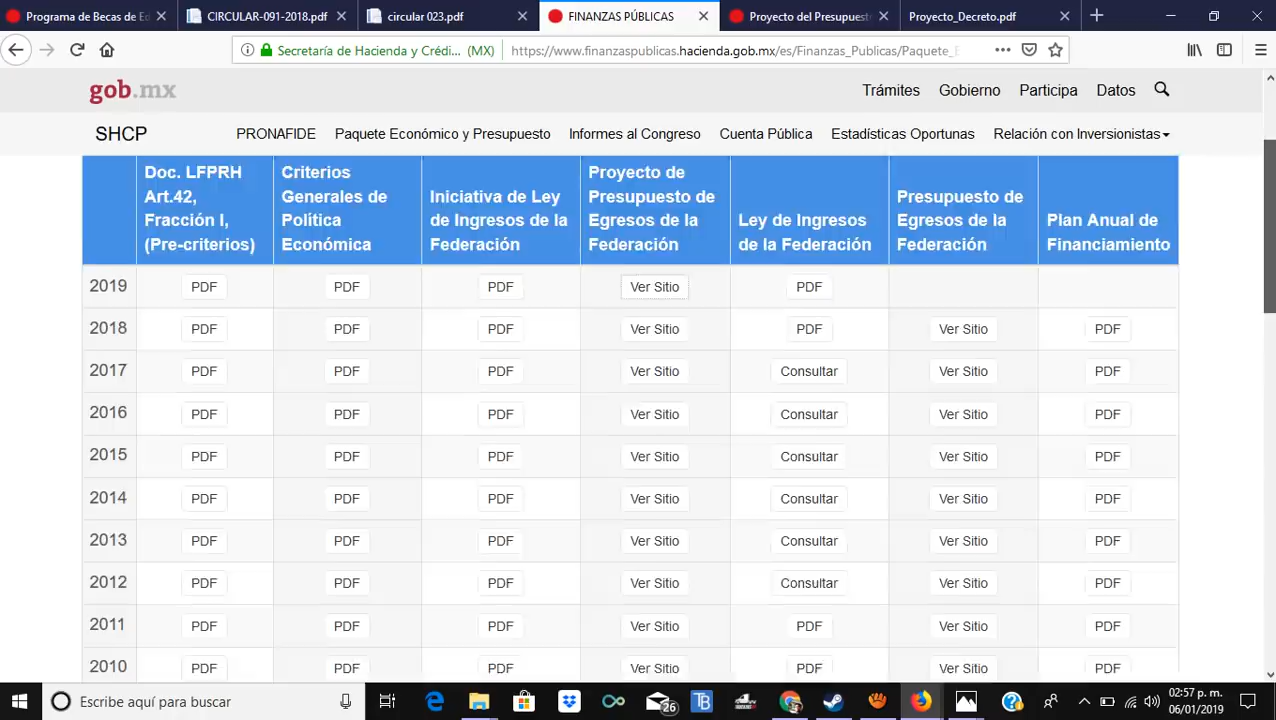 Programa de Becas de Ed
CIRCULAR-091-2018.pdf
circular 023.pdf
FINANZAS PÚBLICAS
Proyecto del Presupuest
Proyecto_Decreto.pdf
Secretaría de Hacienda y Crédi... (MX)
https://www.finanzaspublicas.hacienda.gob.mx/es/Finanzas_Publicas/Paquete_E
gob.mx
Trámites Gobierno Participa Datos
SHCP PRONAFIDE Paquete Económico y Presupuesto Informes al Congreso Cuenta Pública Estadísticas Oportunas Relación con Inversionistas
Doc. LFPRH
Art.42,
Fracción I,
(Pre-criterios)
Criterios
Generales de
Política
Económica
Iniciativa de Ley
de Ingresos de la
Federación
Proyecto de
Presupuesto de
Egresos de la
Federación
Ley de Ingresos
de la Federación
Presupuesto de
Egresos de la
Federación
Plan Anual de
Financiamiento
2019 PDF PDF PDF Ver Sitio PDF
2018 PDF PDF PDF Ver Sitio PDF Ver Sitio PDF
2017 PDF PDF PDF Ver Sitio Consultar Ver Sitio PDF
2016 PDF PDF PDF Ver Sitio Consultar Ver Sitio PDF
2015 PDF PDF PDF Ver Sitio Consultar Ver Sitio PDF
2014 PDF PDF PDF Ver Sitio Consultar Ver Sitio PDF
2013 PDF PDF PDF Ver Sitio Consultar Ver Sitio PDF
2012 PDF PDF PDF Ver Sitio Consultar Ver Sitio PDF
2011 PDF PDF PDF Ver Sitio PDF Ver Sitio PDF
2010 PDF PDF PDF Ver Sitio PDF Ver Sitio PDF
Escribe aquí para buscar
26
TB
02:57 p. m.
06/01/2019